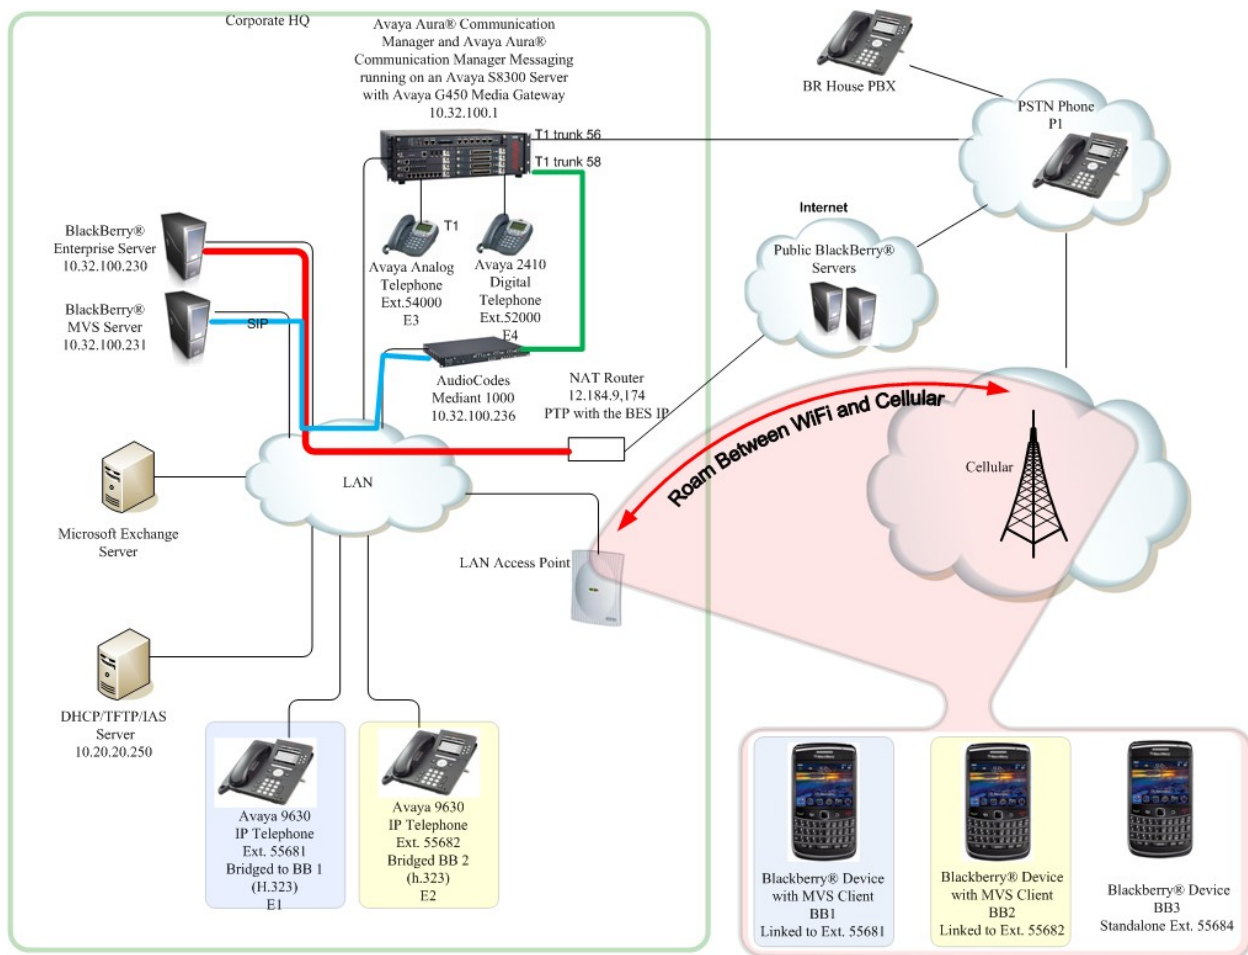 Corporate HQ
Avaya Aura® Communication
Manager and Avaya Aura®
Communication Manager Messaging
running on an Avaya S8300 Server
with Avaya G450 Media Gateway
10.32.100.1
T1 trunk 56
T1 trunk 58
BR House PBX
PSTN Phone
P1
BlackBerry®
Enterprise Server
10.32.100.230
BlackBerry®
MVS Server
10.32.100.231
SIP
T1
Avaya Analog
Telephone
Ext.54000
E3
Avaya 2410
Digital
Telephone
Ext.52000
E4
Internet
Public BlackBerry®
Servers
AudioCodes
Mediant 1000
10.32.100.236
NAT Router
12.184.9,174
PTP with the BES IP
Roam Between WiFi and Cellular
Cellular
LAN
Microsoft Exchange
Server
LAN Access Point
DHCP/TFTP/IAS
Server
10.20.20.250
Avaya 9630
IP Telephone
Ext. 55681
Bridged to BB 1
(H.323)
E1
Avaya 9630
IP Telephone
Ext. 55682
Bridged BB 2
(h.323)
E2
Blackberry® Device
with MVS Client
BB1
Linked to Ext. 55681
Blackberry® Device
with MVS Client
BB2
Linked to Ext. 55682
Blackberry® Device
BB3
Standalone Ext. 55684